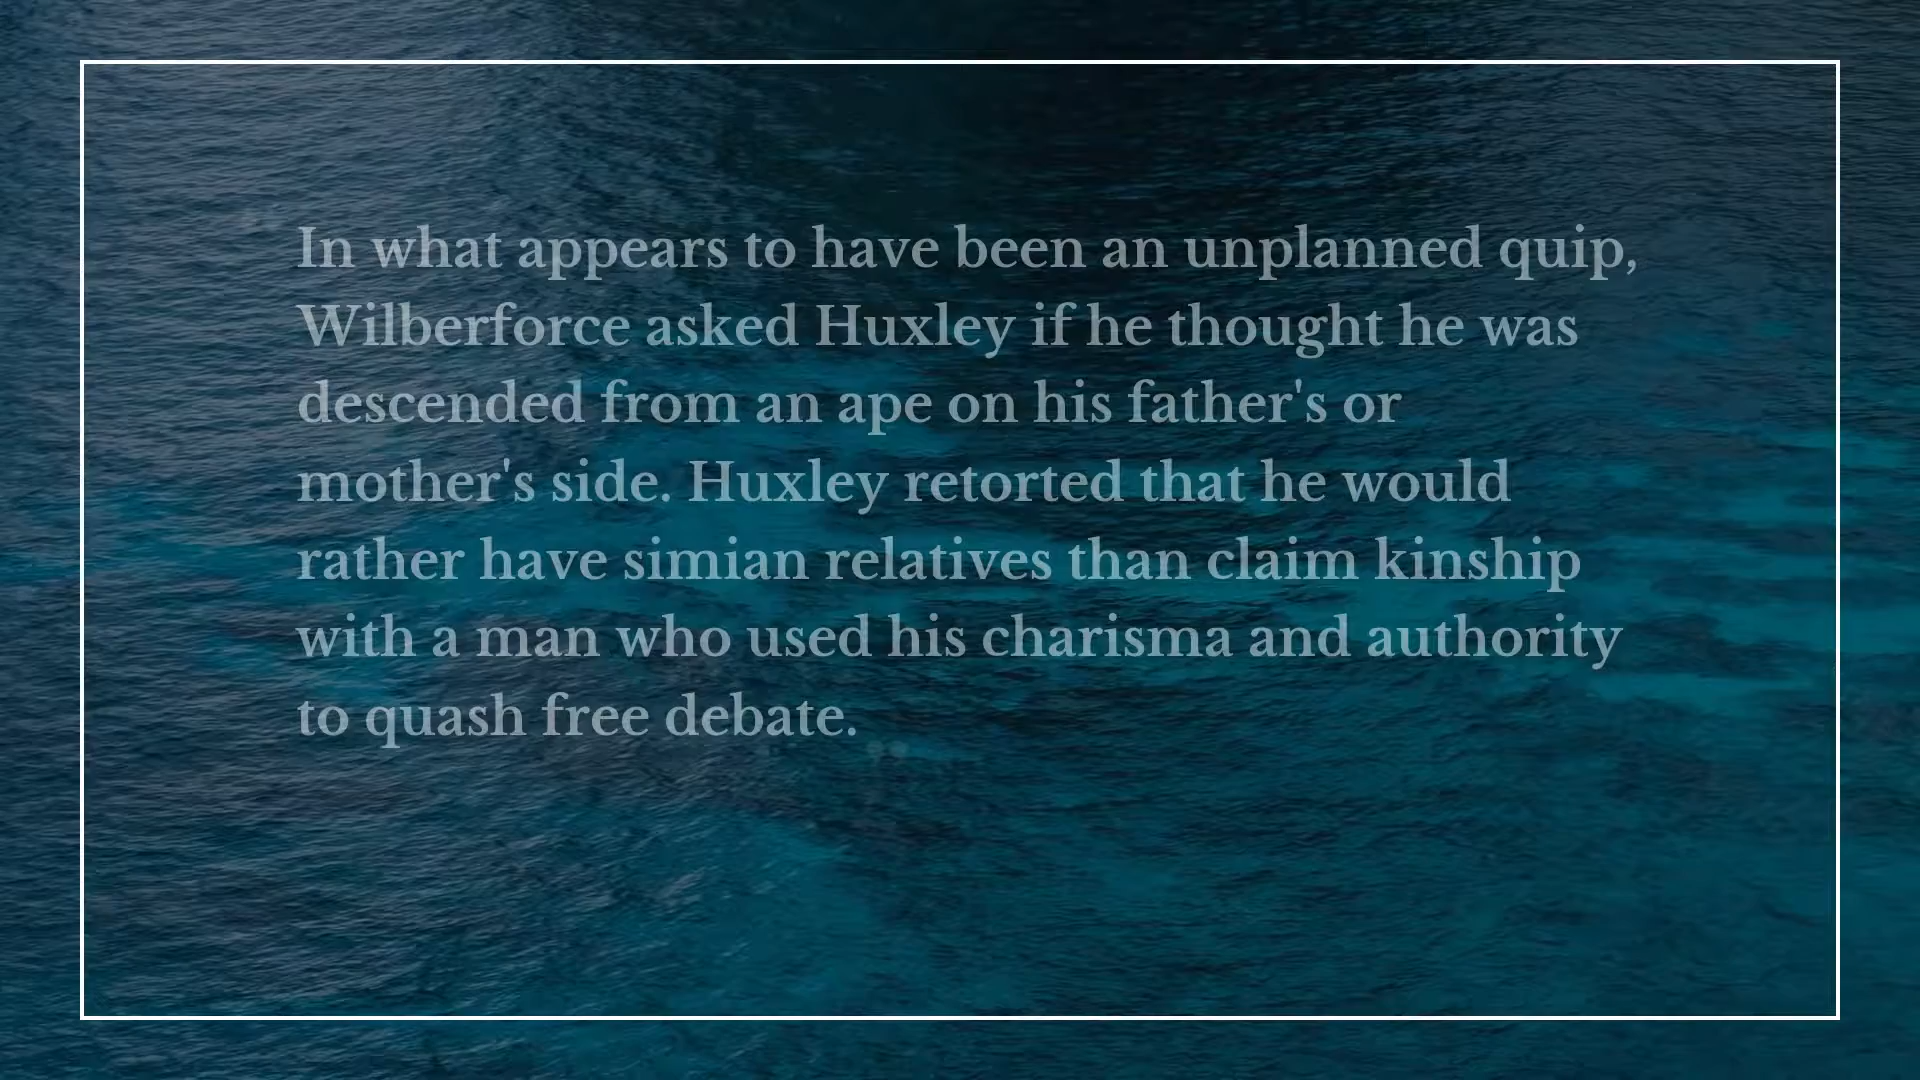 In what appears to have been an unplanned quip,
Wilberforce asked Huxley if he thought he was
descended from an ape on his father's or
mother's side. Huxley retorted that he would
rather have simian relatives than claim kinship
with a man who used his charisma and authority
to quash free debate.